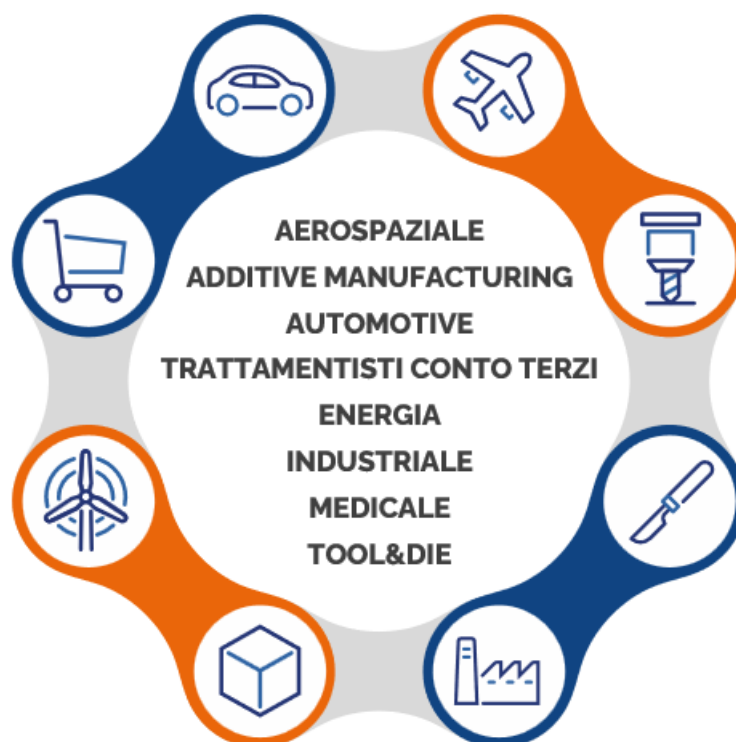 AEROSPAZIALE
ADDITIVE MANUFACTURING
AUTOMOTIVE
TRATTAMENTISTI CONTO TERZI
ENERGIA
INDUSTRIALE
MEDICALE
TOOL&DIE